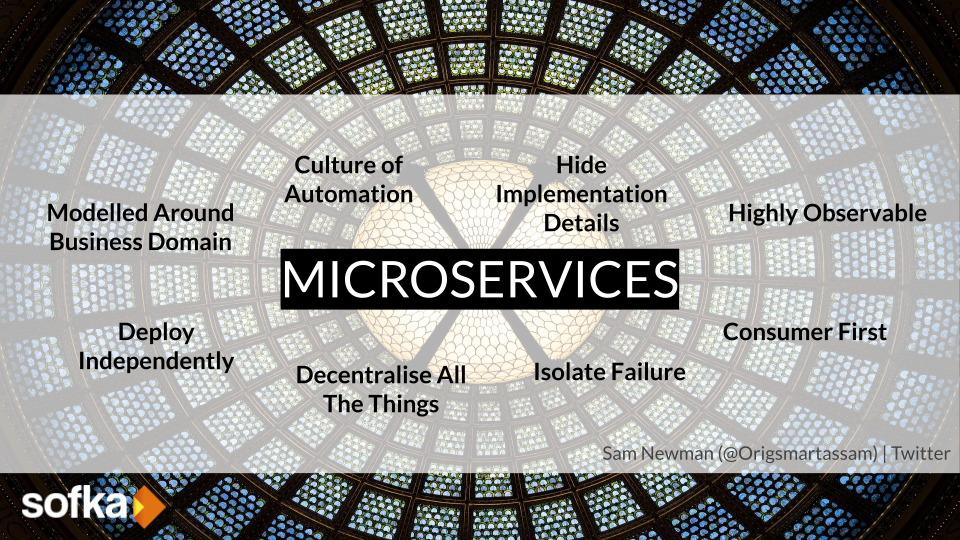 Culture of
Automation
Hide
Implementation
Details
Modelled Around
Business Domain
Highly Observable
MICROSERVICES
Deploy
Independently
Consumer First
Decentralise All
The Things
Isolate Failure
Sam Newman (@Origsmartassam) | Twitter
sofka